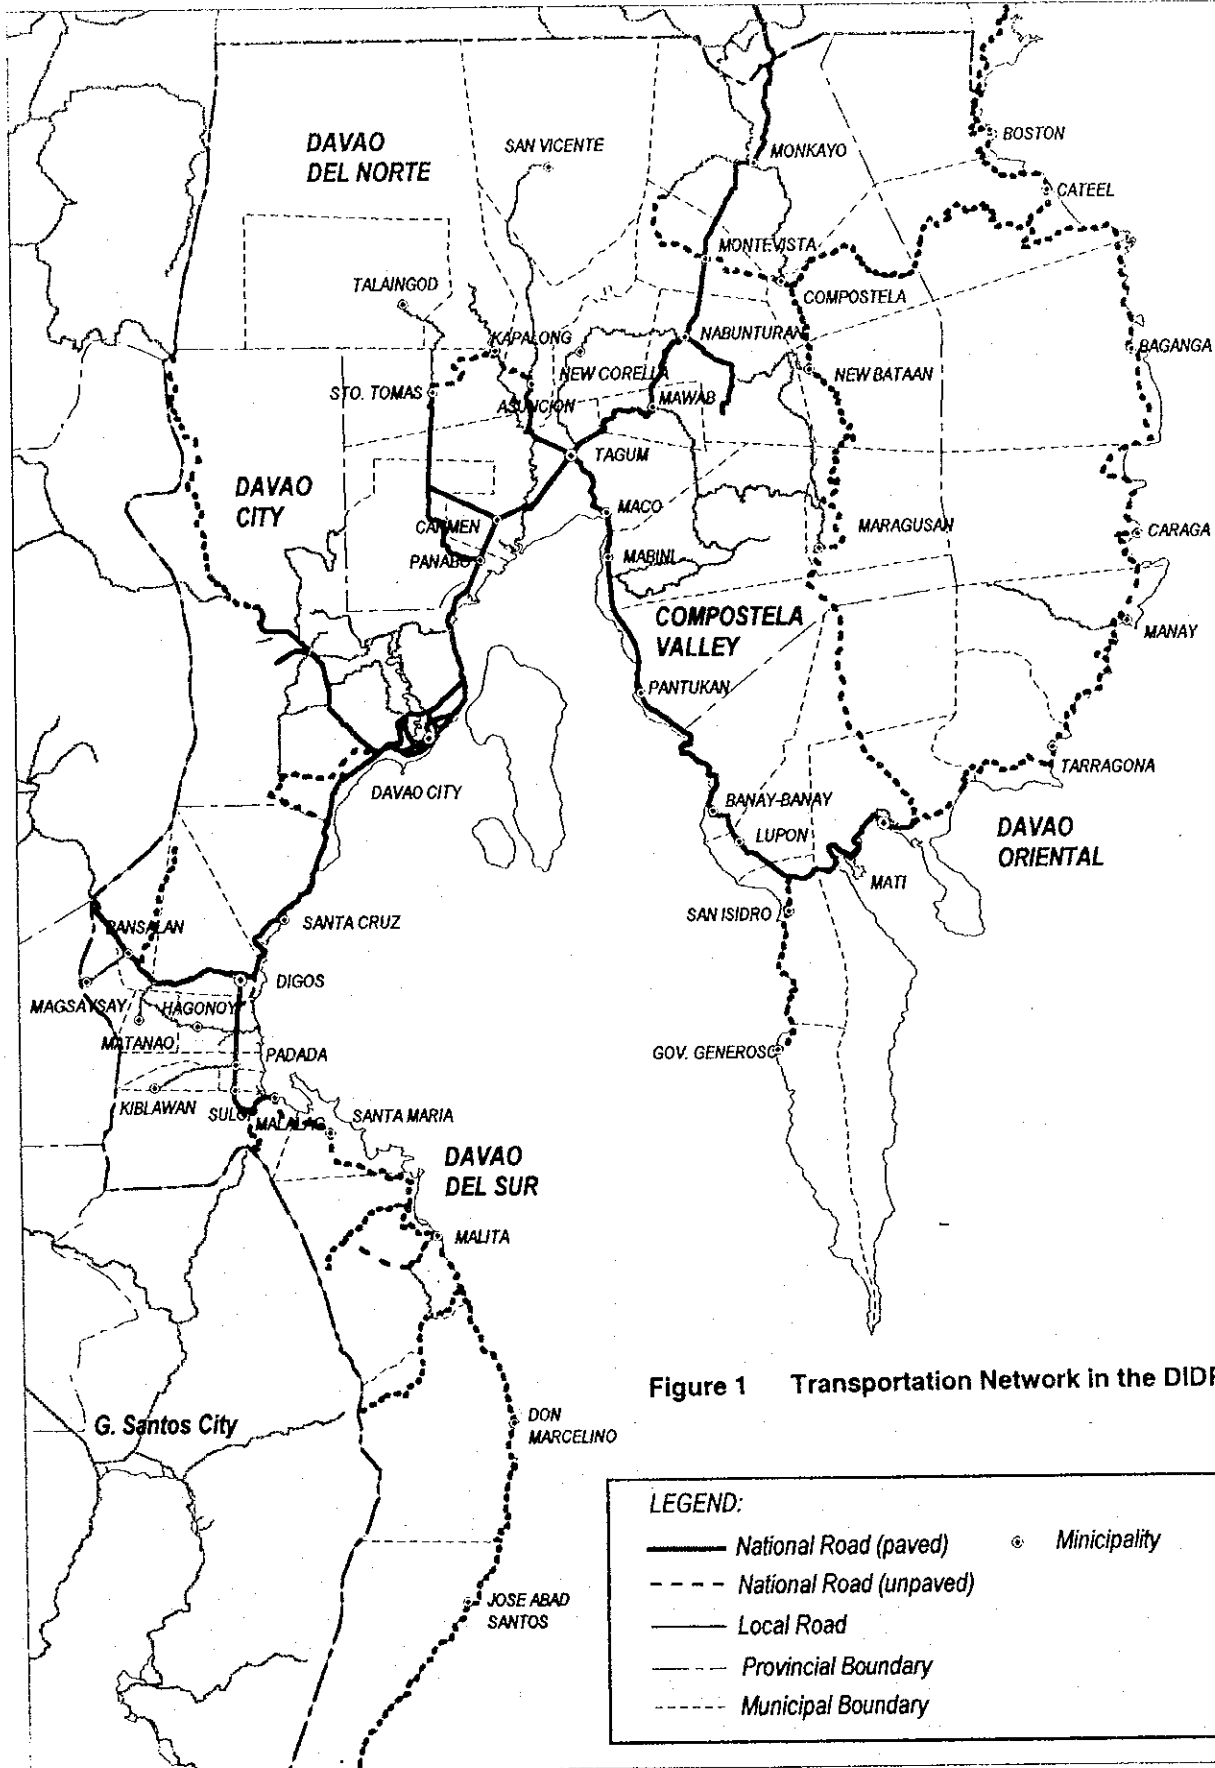 DAVAO
DEL NORTE
SAN VICENTE
MONKAYO
BOSTON
CATEEL
MONTEVISTA
TALAINGOD
COMPOSTELA
KAPALONG
NABUNTURAN
BAGANGA
NEW CORELLA
NEW BATAAN
STO. TOMAS
ASUNCION
MAWAB
TAGUM
DAVAO
CITY
CARMEN
MACO
MARAGUSAN
CARAGA
PANABO
MABINI
COMPOSTELA
VALLEY
MANAY
PANTUKAN
TARRAGONA
DAVAO CITY
BANAY-BANAY
LUPON
DAVAO
ORIENTAL
MATI
SAN ISIDRO
SANTA CRUZ
BANSALAN
DIGOS
MAGSAYSAY
HAGONOY
MATANAO
PADADA
GOV. GENEROSO
KIBLAWAN
SULOP
MALALAG
SANTA MARIA
DAVAO
DEL SUR
MALITA
Figure 1 Transportation Network in the DIDP
G. Santos City
DON
MARCELINO
LEGEND:
National Road (paved)
Minicipality
National Road (unpaved)
Local Road
Provincial Boundary
Municipal Boundary
JOSE ABAD
SANTOS